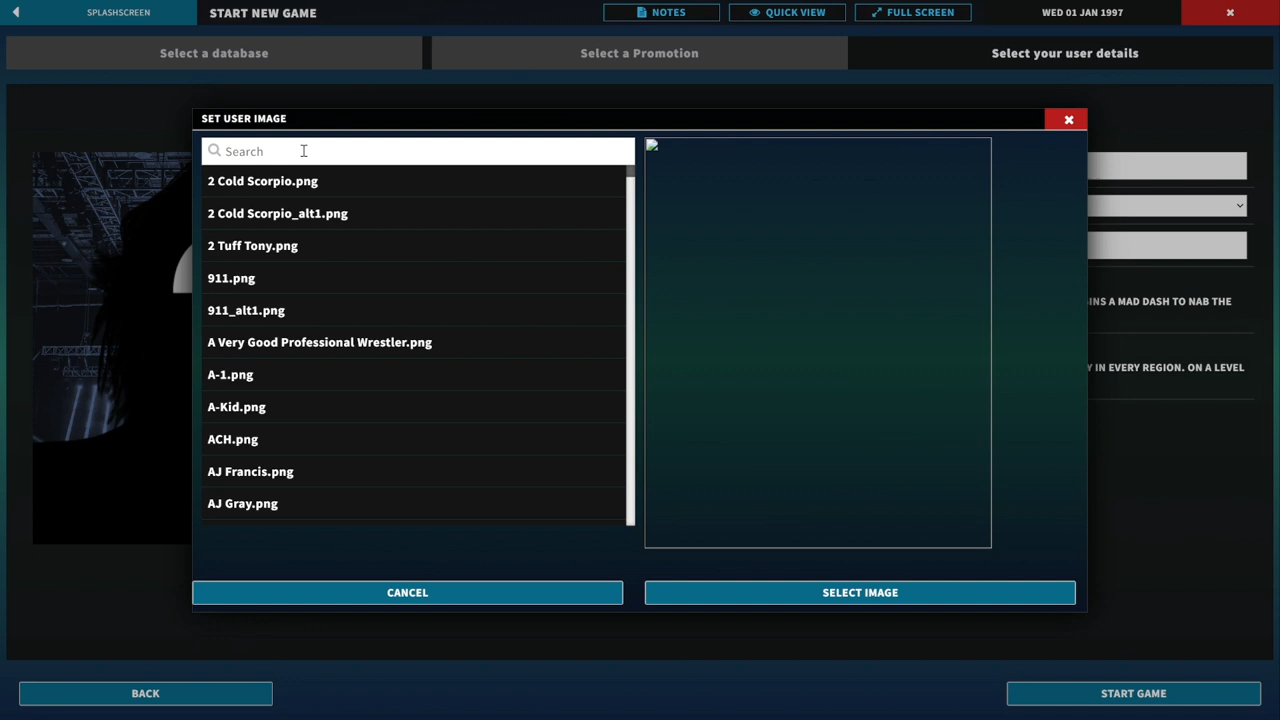 SPLASHSCREEN
START NEW GAME
NOTES
QUICK VIEW
FULL SCREEN
WED 01 JAN 1997
Select a database
Select a Promotion
Select your user details
SET USER IMAGE
Search
2 Cold Scorpio.png
2 Cold Scorpio_alt1.png
2 Tuff Tony.png
911.png
911_alt1.png
A Very Good Professional Wrestler.png
A-1.png
A-Kid.png
ACH.png
AJ Francis.png
AJ Gray.png
INS A MAD DASH TO NAB THE
Y IN EVERY REGION. ON A LEVEL
CANCEL
SELECT IMAGE
BACK
START GAME